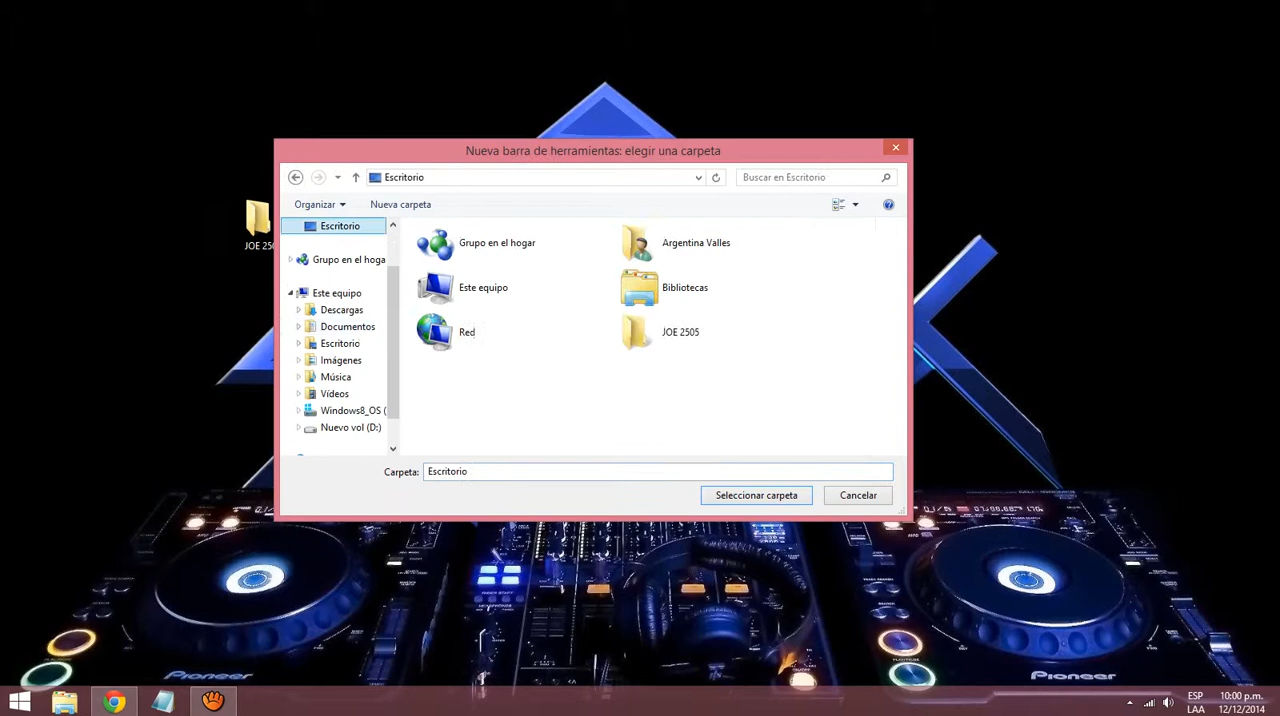 Nueva barra de herramientas: elegir una carpeta
Escritorio
Buscar en Escritorio
Organizar
Nueva carpeta
Escritorio
Grupo en el hoga
Este equipo
Descargas
Documentos
Escritorio
Imágenes
Música
Vídeos
Windows8_OS (
Nuevo vol (D:)
Grupo en el hogar
Argentina Valles
Este equipo
Bibliotecas
Red
JOE 2505
Carpeta:
Escritorio
Seleccionar carpeta
Cancelar
JOE 250
Pioneer
Pioneer
ESP
LAA
10:00 p.m.
12/12/2014